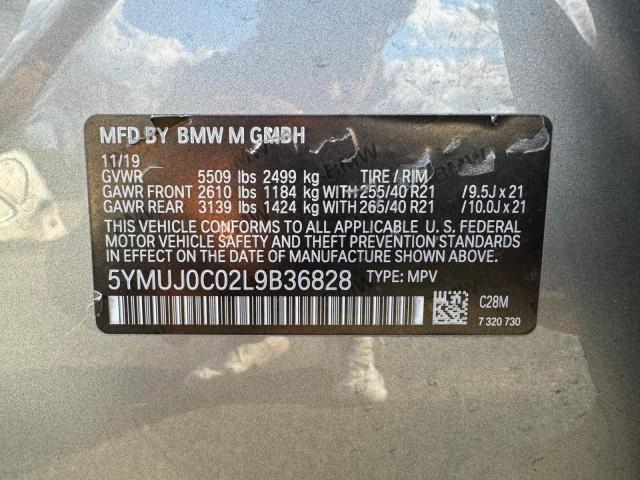 MFD BY BMW M GMBH
11/19
GVWR 5509 lbs 2499 kg TIRE / RIM
GAWR FRONT 2610 lbs 1184 kg WITH 255/40 R21 /9.5J x 21
GAWR REAR 3139 lbs 1424 kg WITH 265/40 R21 /10.0J x 21
THIS VEHICLE CONFORMS TO ALL APPLICABLE U. S. FEDERAL
MOTOR VEHICLE SAFETY AND THEFT PREVENTION STANDARDS
IN EFFECT ON THE DATE OF MANUFACTURE SHOWN ABOVE.
5YMUJ0C02L9B36828 TYPE: MPV
C28M
7 320 730